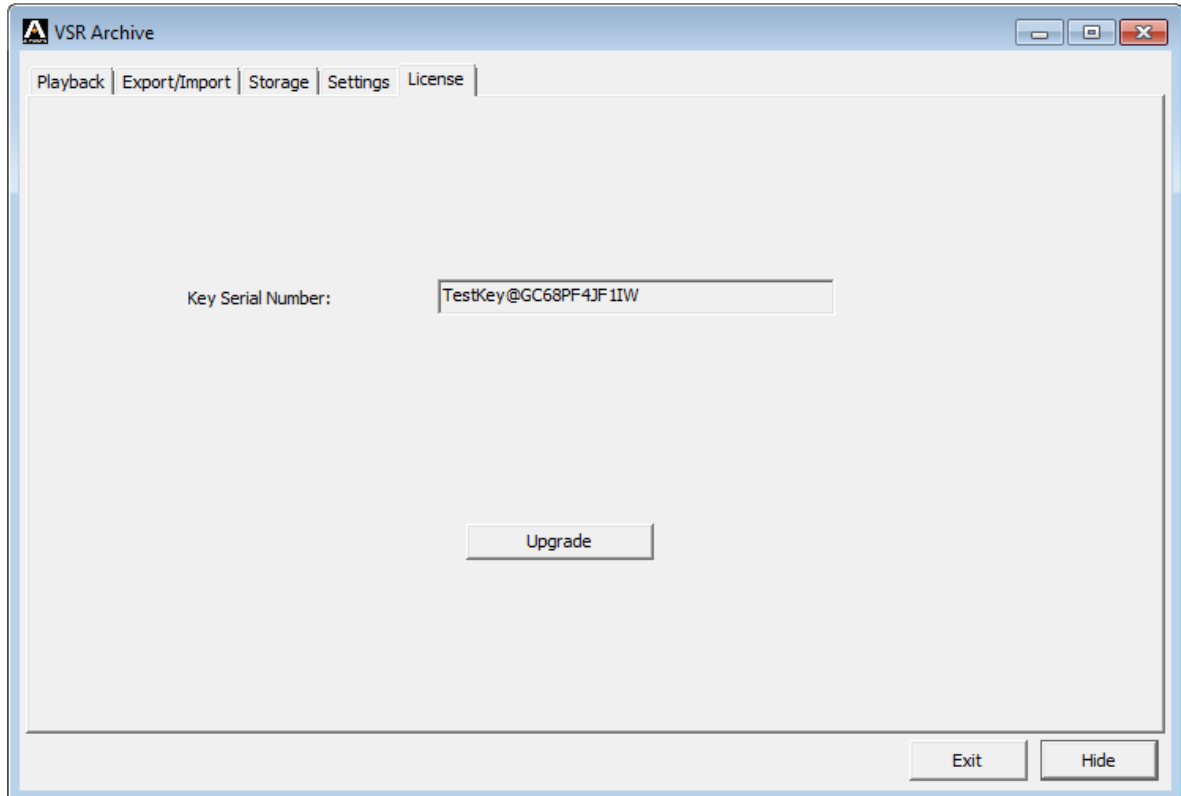 VSR Archive
Playback Export/Import Storage Settings License
Key Serial Number: TestKey@GC68PF4JF1IW
Upgrade
Exit Hide